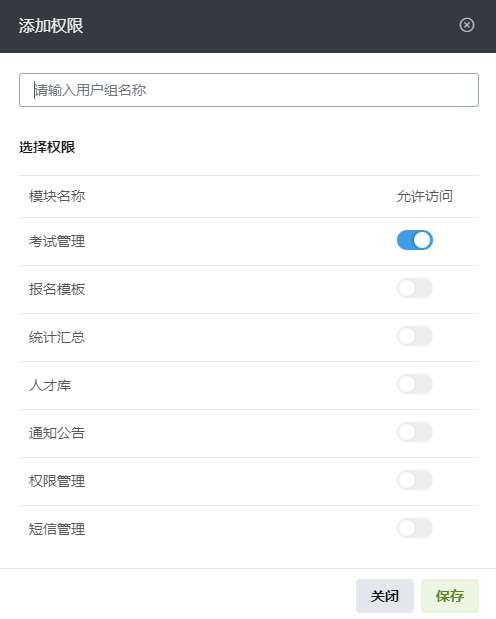 添加权限
请输入用户组名称
选择权限
模块名称 允许访问
考试管理
报名模板
统计汇总
人才库
通知公告
权限管理
短信管理
关闭 保存